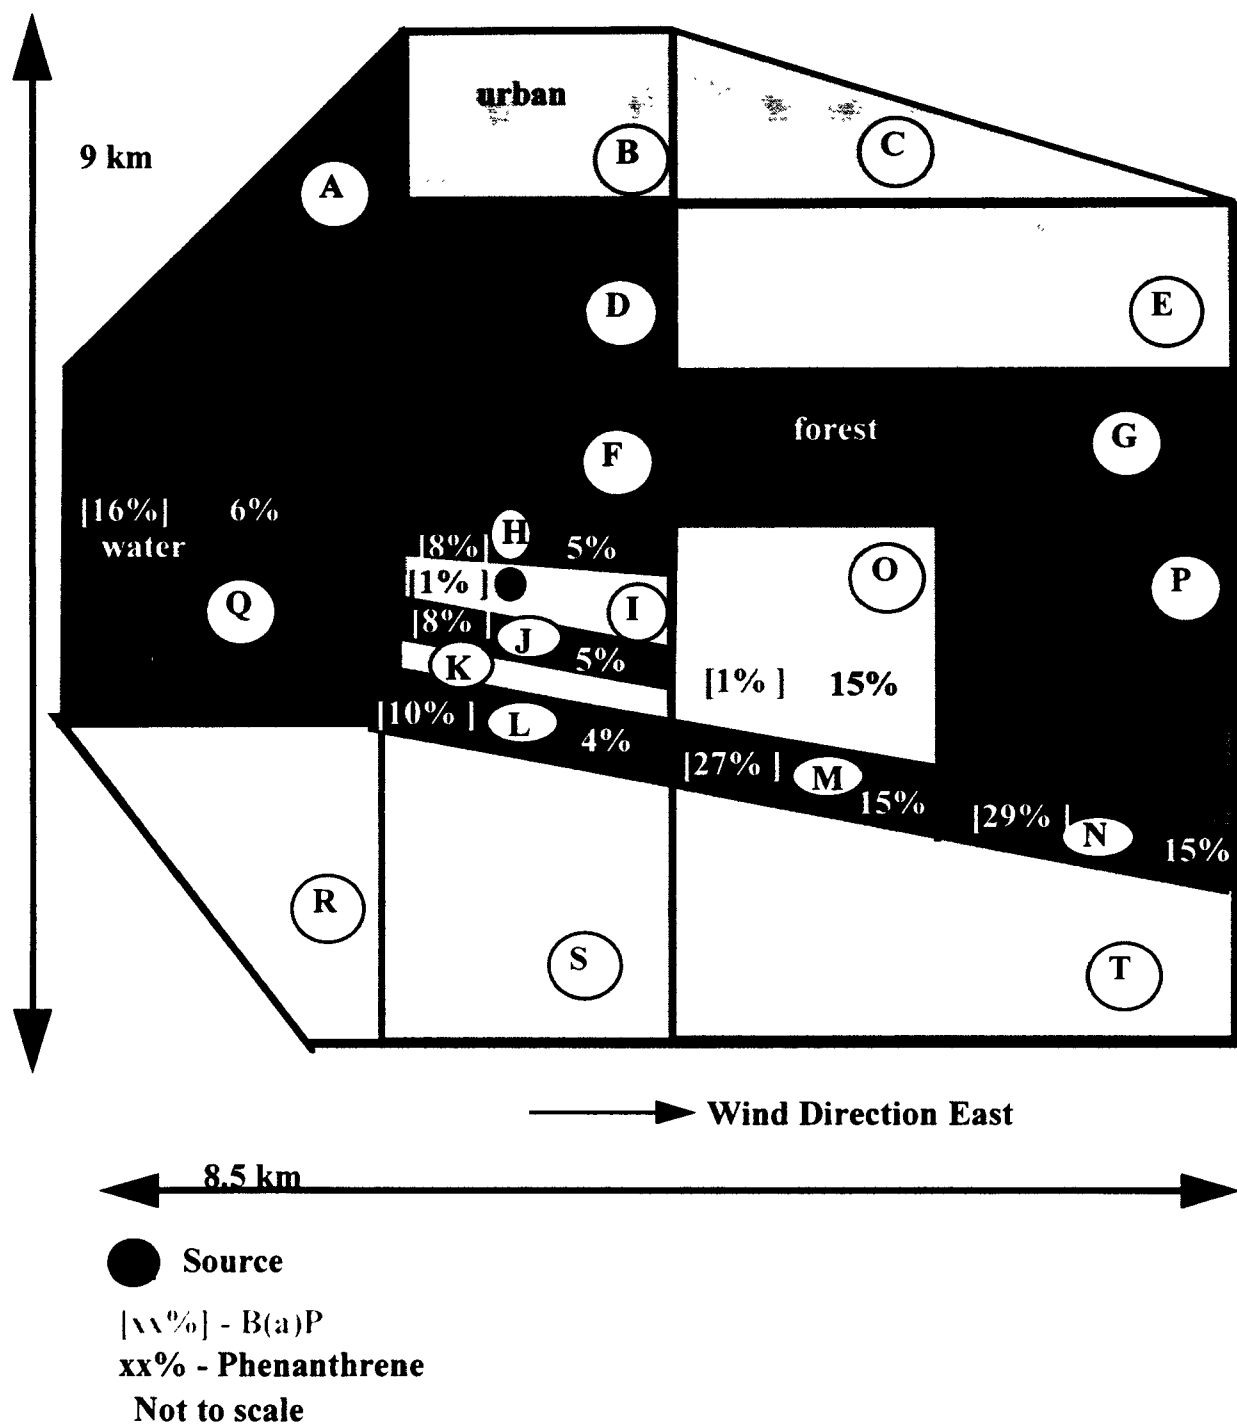 urban
B
C
9 km
A
D
E
forest
G
F
[16%] 6%
water
H
[8%] 5%
[1% ]
I
O
P
Q
[8% ]
J
5%
K
[1% ] 15%
[10% ]
L
4%
[27% ]
M
15%
[29% ]
N
15%
R
S
T
Wind Direction East
8.5 km
Source
[xx%] - B(a)P
xx% - Phenanthrene
Not to scale